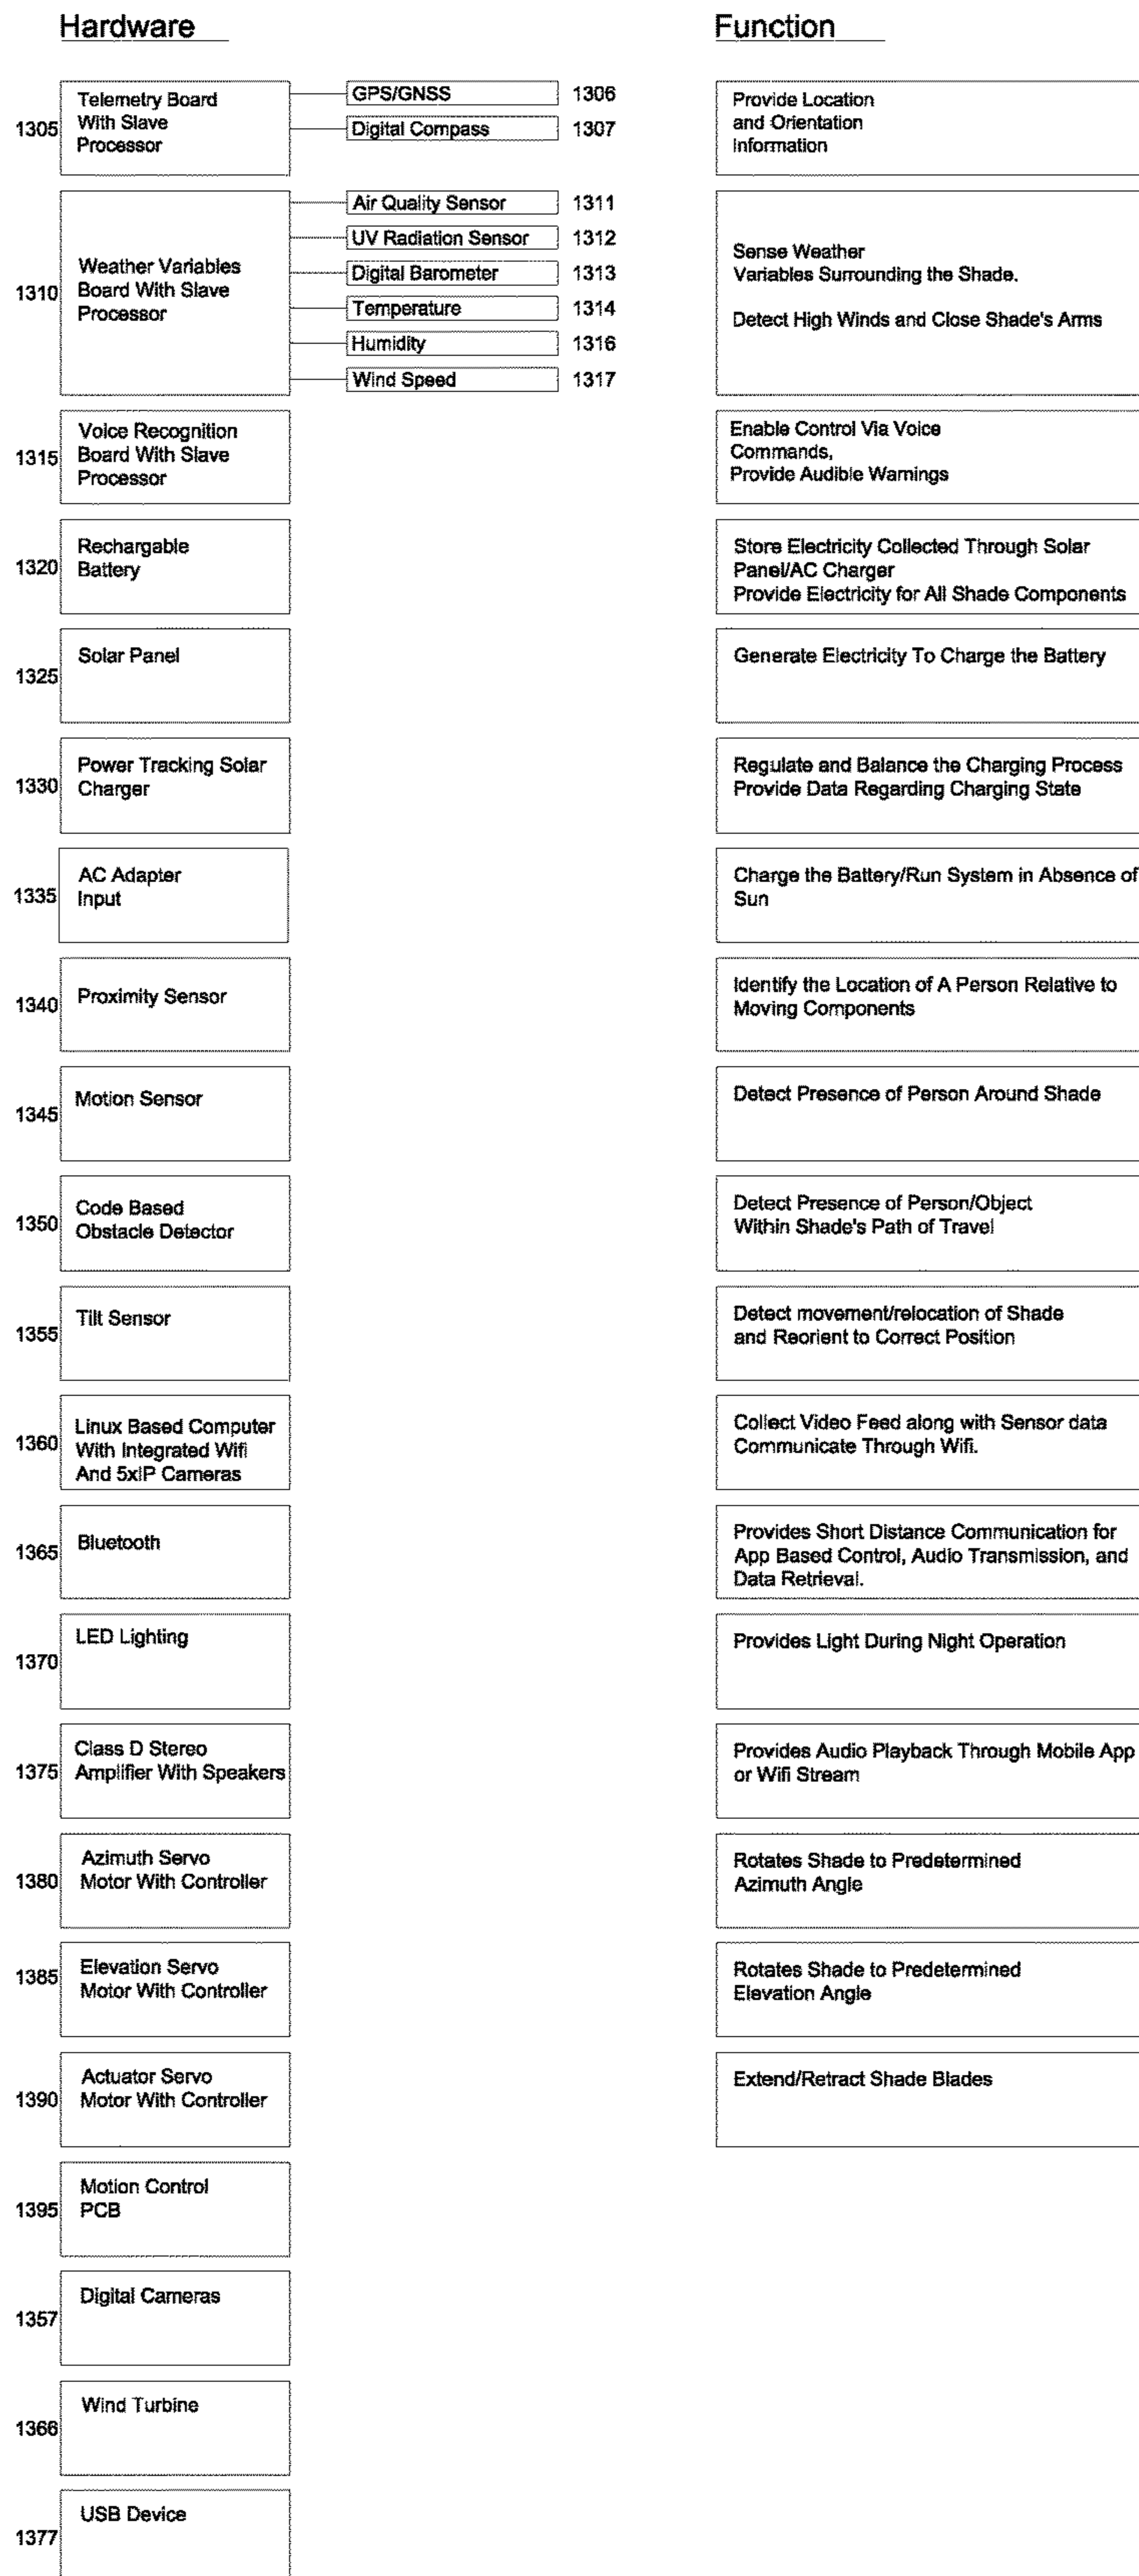 Hardware
Function
1305
Telemetry Board
With Slave
Processor
GPS/GNSS
1306
Digital Compass
1307
Provide Location
and Orientation
Information
1310
Weather Variables
Board With Slave
Processor
Air Quality Sensor
1311
UV Radiation Sensor
1312
Digital Barometer
1313
Temperature
1314
Humidity
1316
Wind Speed
1317
Sense Weather
Variables Surrounding the Shade.
Detect High Winds and Close Shade's Arms
1315
Voice Recognition
Board With Slave
Processor
Enable Control Via Voice
Commands,
Provide Audible Warnings
1320
Rechargable
Battery
Store Electricity Collected Through Solar
Panel/AC Charger
Provide Electricity for All Shade Components
1325
Solar Panel
Generate Electricity To Charge the Battery
1330
Power Tracking Solar
Charger
Regulate and Balance the Charging Process
Provide Data Regarding Charging State
1335
AC Adapter
Input
Charge the Battery/Run System in Absence of
Sun
1340
Proximity Sensor
Identify the Location of A Person Relative to
Moving Components
1345
Motion Sensor
Detect Presence of Person Around Shade
1350
Code Based
Obstacle Detector
Detect Presence of Person/Object
Within Shade's Path of Travel
1355
Tilt Sensor
Detect movement/relocation of Shade
and Reorient to Correct Position
1360
Linux Based Computer
With Integrated Wifi
And 5xIP Cameras
Collect Video Feed along with Sensor data
Communicate Through Wifi.
1365
Bluetooth
Provides Short Distance Communication for
App Based Control, Audio Transmission, and
Data Retrieval.
1370
LED Lighting
Provides Light During Night Operation
1375
Class D Stereo
Amplifier With Speakers
Provides Audio Playback Through Mobile App
or Wifi Stream
1380
Azimuth Servo
Motor With Controller
Rotates Shade to Predetermined
Azimuth Angle
1385
Elevation Servo
Motor With Controller
Rotates Shade to Predetermined
Elevation Angle
1390
Actuator Servo
Motor With Controller
Extend/Retract Shade Blades
1395
Motion Control
PCB
1357
Digital Cameras
1366
Wind Turbine
1377
USB Device